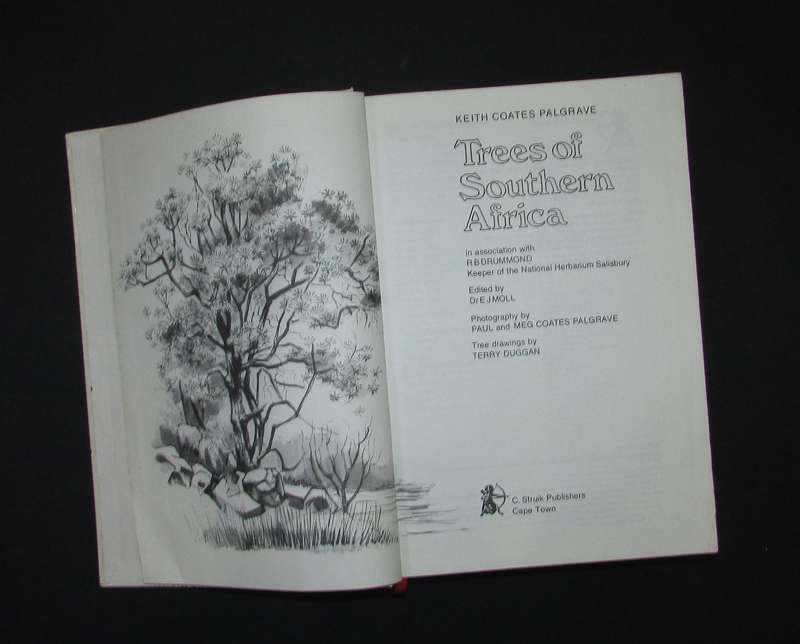 KEITH COATES PALGRAVE
Trees of
Southern
Africa
in association with
R B DRUMMOND
Keeper of the National Herbarium Salisbury
Edited by
Dr E J MOLL
Photography by
PAUL and MEG COATES PALGRAVE
Tree drawings by
TERRY DUGGAN
C. Struik Publishers
Cape Town